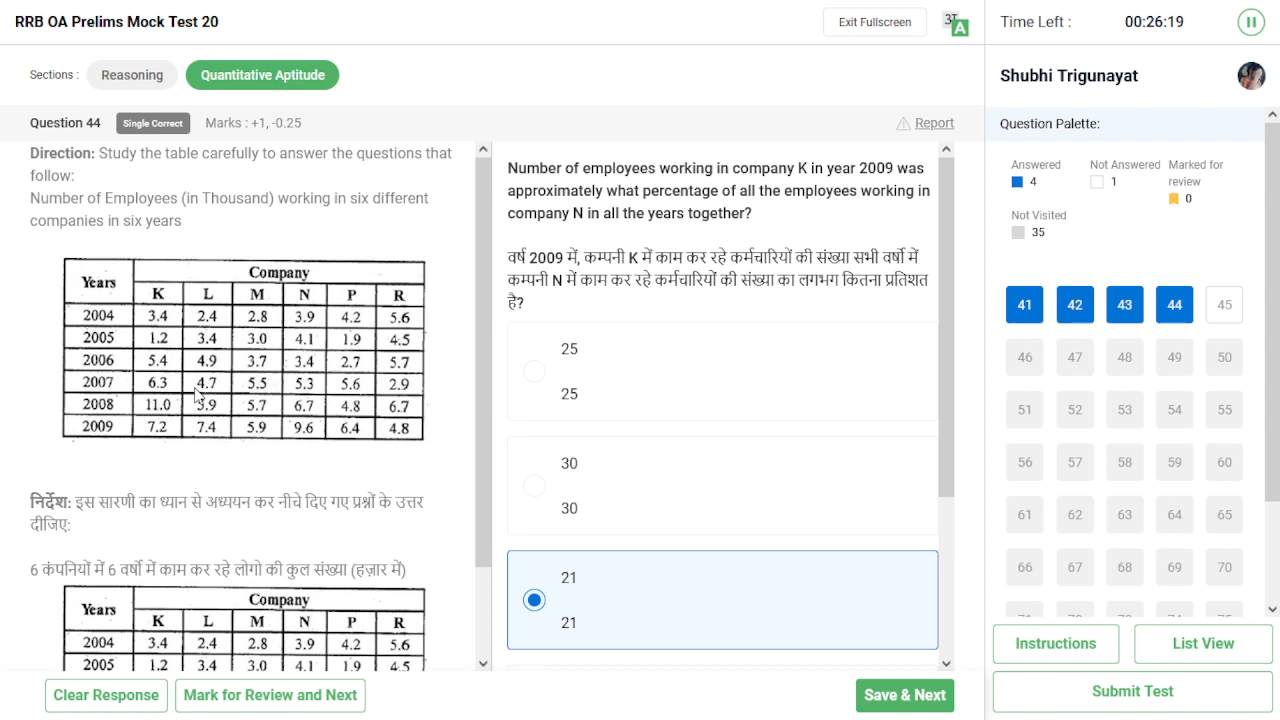 RRB OA Prelims Mock Test 20
Exit Fullscreen
Time Left :
00:26:19
Sections :
Reasoning
Quantitative Aptitude
Shubhi Trigunayat
Question 44
Single Correct
Marks : +1, -0.25
Report
Direction: Study the table carefully to answer the questions that
follow:
Number of Employees (in Thousand) working in six different
companies in six years
Years Company
K L M N P R
2004 3.4 2.4 2.8 3.9 4.2 5.6
2005 1.2 3.4 3.0 4.1 1.9 4.5
2006 5.4 4.9 3.7 3.4 2.7 5.7
2007 6.3 4.7 5.5 5.3 5.6 2.9
2008 11.0 3.9 5.7 6.7 4.8 6.7
2009 7.2 7.4 5.9 9.6 6.4 4.8
निर्देश: इस सारणी का ध्यान से अध्ययन कर नीचे दिए गए प्रश्नों के उत्तर
दीजिए:
6 कंपनियों में 6 वर्षो में काम कर रहे लोगो की कुल संख्या (हज़ार में)
Years Company
K L M N P R
2004 3.4 2.4 2.8 3.9 4.2 5.6
2005 1.2 3.4 3.0 4.1 1.9 4.5
Number of employees working in company K in year 2009 was
approximately what percentage of all the employees working in
company N in all the years together?
वर्ष 2009 में, कम्पनी K में काम कर रहे कर्मचारियों की संख्या सभी वर्षो में
कम्पनी N में काम कर रहे कर्मचारियों की संख्या का लगभग कितना प्रतिशत
है?
25
25
30
30
21
21
Clear Response
Mark for Review and Next
Save & Next
Question Palette:
Answered
4
Not Answered
1
Marked for
review
0
Not Visited
35
41 42 43 44 45
46 47 48 49 50
51 52 53 54 55
56 57 58 59 60
61 62 63 64 65
66 67 68 69 70
Instructions
List View
Submit Test